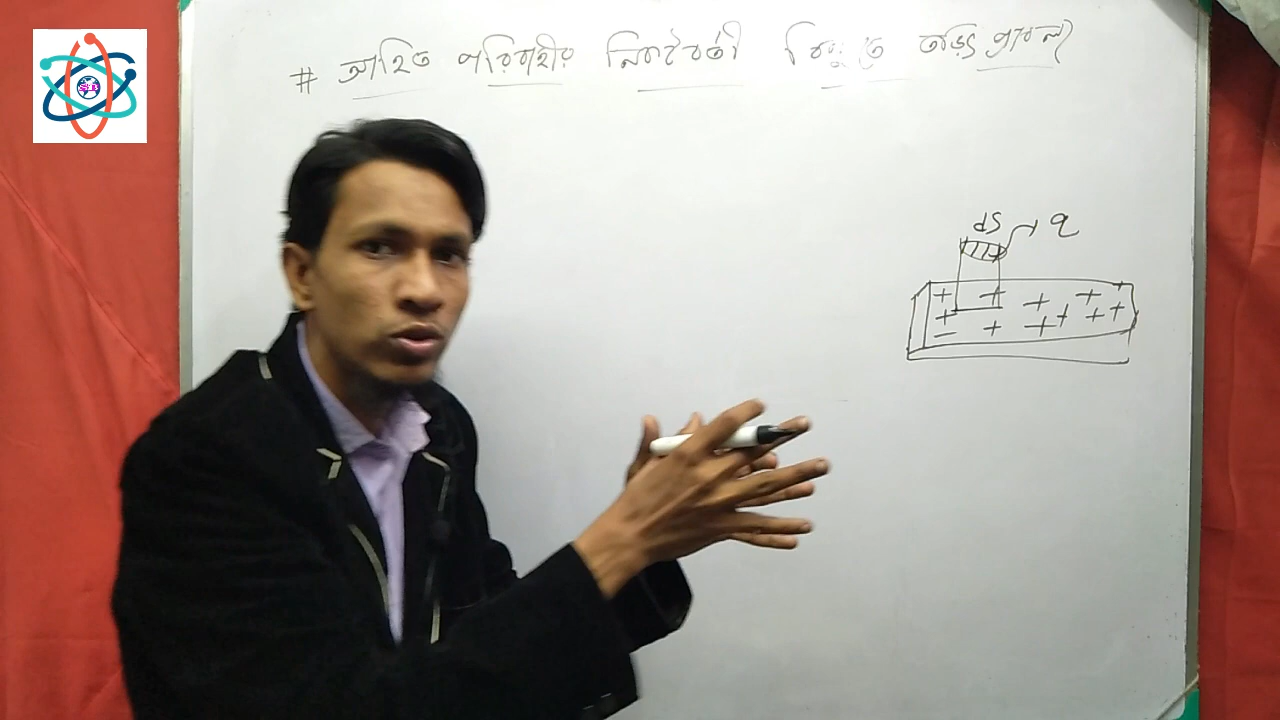 # আহিত পরিবাহীর নিকটবর্তী বিন্দুতে তড়িৎ প্রাবল্য
ds q
+ + + + +
+ + + + + +
-